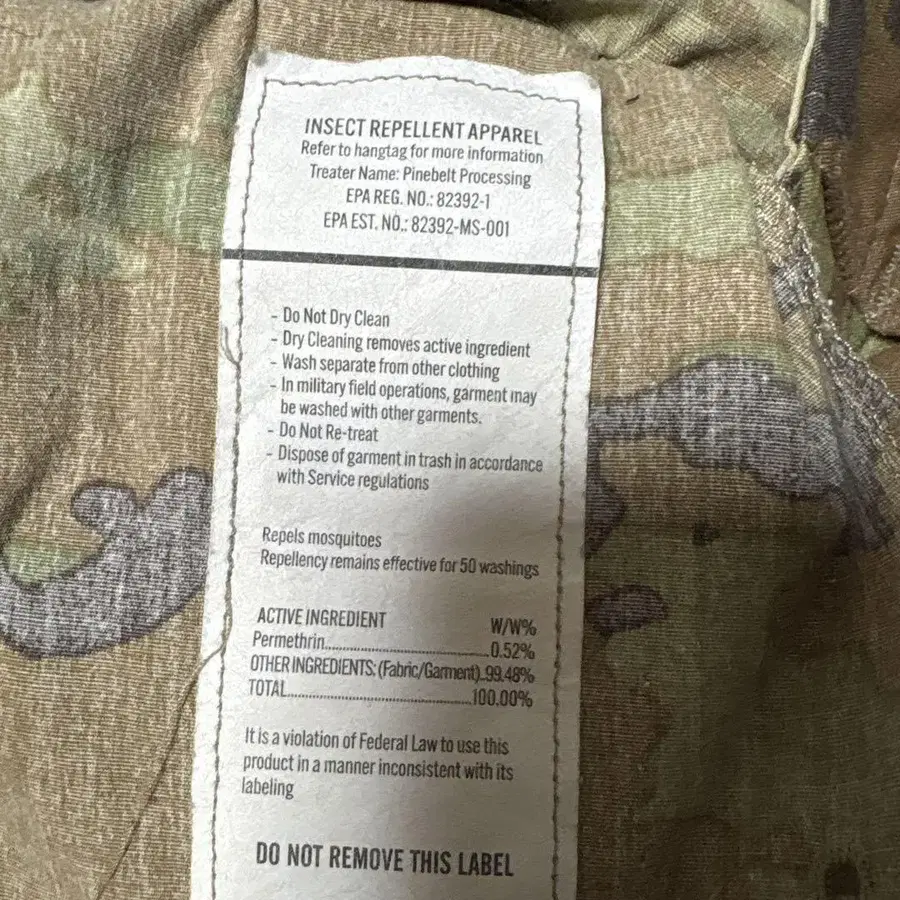 INSECT REPELLENT APPAREL
Refer to hangtag for more information
Treater Name: Pinebelt Processing
EPA REG. NO.: 82392-1
EPA EST. NO.: 82392-MS-001
- Do Not Dry Clean
- Dry Cleaning removes active ingredient
- Wash separate from other clothing
- In military field operations, garment may
be washed with other garments.
- Do Not Re-treat
- Dispose of garment in trash in accordance
with Service regulations
Repels mosquitoes
Repellency remains effective for 50 washings
ACTIVE INGREDIENT W/W%
Permethrin..........................................0.52%
OTHER INGREDIENTS: (Fabric/Garment)..99.48%
TOTAL..................................................100.00%
It is a violation of Federal Law to use this
product in a manner inconsistent with its
labeling
DO NOT REMOVE THIS LABEL